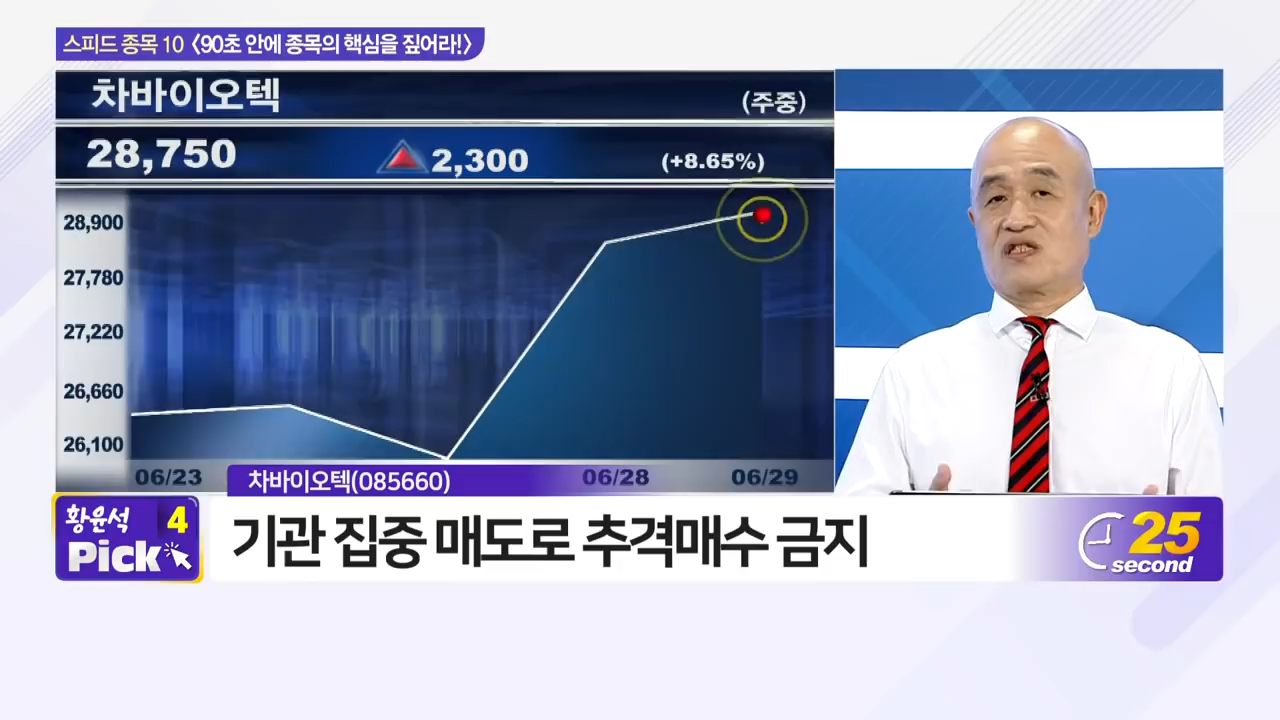 스피드 종목 10 〈90초 안에 종목의 핵심을 짚어라!〉
차바이오텍
(주중)
28,750 ▲ 2,300 (+8.65%)
28,900
27,780
27,220
26,660
26,100
06/23 06/28 06/29
차바이오텍(085660)
황윤석 4
Pick
기관 집중 매도로 추격매수 금지
25
second